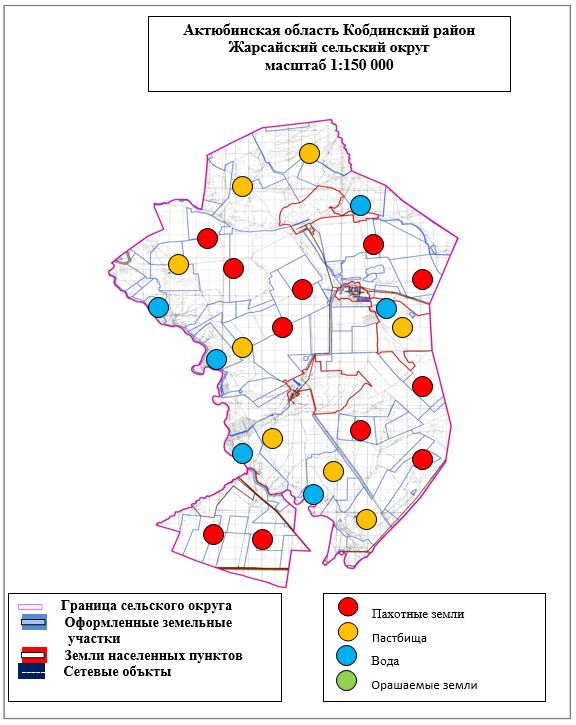 Актюбинская область Кобдинский район
Жарсайский сельский округ
масштаб 1:150 000
Граница сельского округа
Оформленные земельные
участки
Земли населенных пунктов
Сетевые объкты
Пахотные земли
Пастбища
Вода
Орашаемые земли